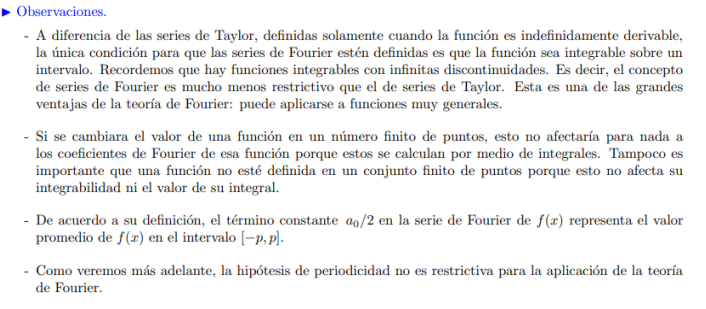 ► Observaciones.
- A diferencia de las series de Taylor, definidas solamente cuando la función es indefinidamente derivable,
la única condición para que las series de Fourier estén definidas es que la función sea integrable sobre un
intervalo. Recordemos que hay funciones integrables con infinitas discontinuidades. Es decir, el concepto
de series de Fourier es mucho menos restrictivo que el de series de Taylor. Esta es una de las grandes
ventajas de la teoría de Fourier: puede aplicarse a funciones muy generales.
- Si se cambiara el valor de una función en un número finito de puntos, esto no afectaría para nada a
los coeficientes de Fourier de esa función porque estos se calculan por medio de integrales. Tampoco es
importante que una función no esté definida en un conjunto finito de puntos porque esto no afecta su
integrabilidad ni el valor de su integral.
- De acuerdo a su definición, el término constante a₀/2 en la serie de Fourier de f(x) representa el valor
promedio de f(x) en el intervalo [−p, p].
- Como veremos más adelante, la hipótesis de periodicidad no es restrictiva para la aplicación de la teoría
de Fourier.